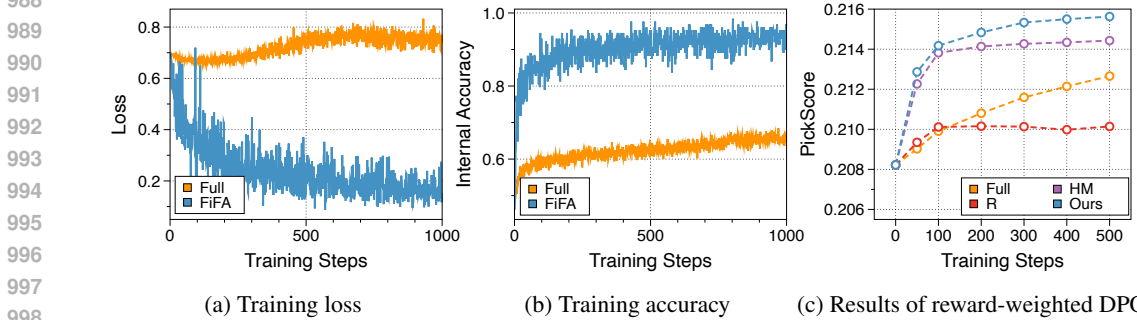 988
989
990
991
992
993
994
995
996
997
998
Loss
0.8
0.6
0.4
0.2
Full
FiFA
0 500 1000
Training Steps
(a) Training loss
Internal Accuracy
1.0
0.8
0.6
Full
FiFA
0 500 1000
Training Steps
(b) Training accuracy
PickScore
0.216
0.214
0.212
0.210
0.208
0.206
Full HM
R Ours
0 100 200 300 400 500
Training Steps
(c) Results of reward-weighted DPO